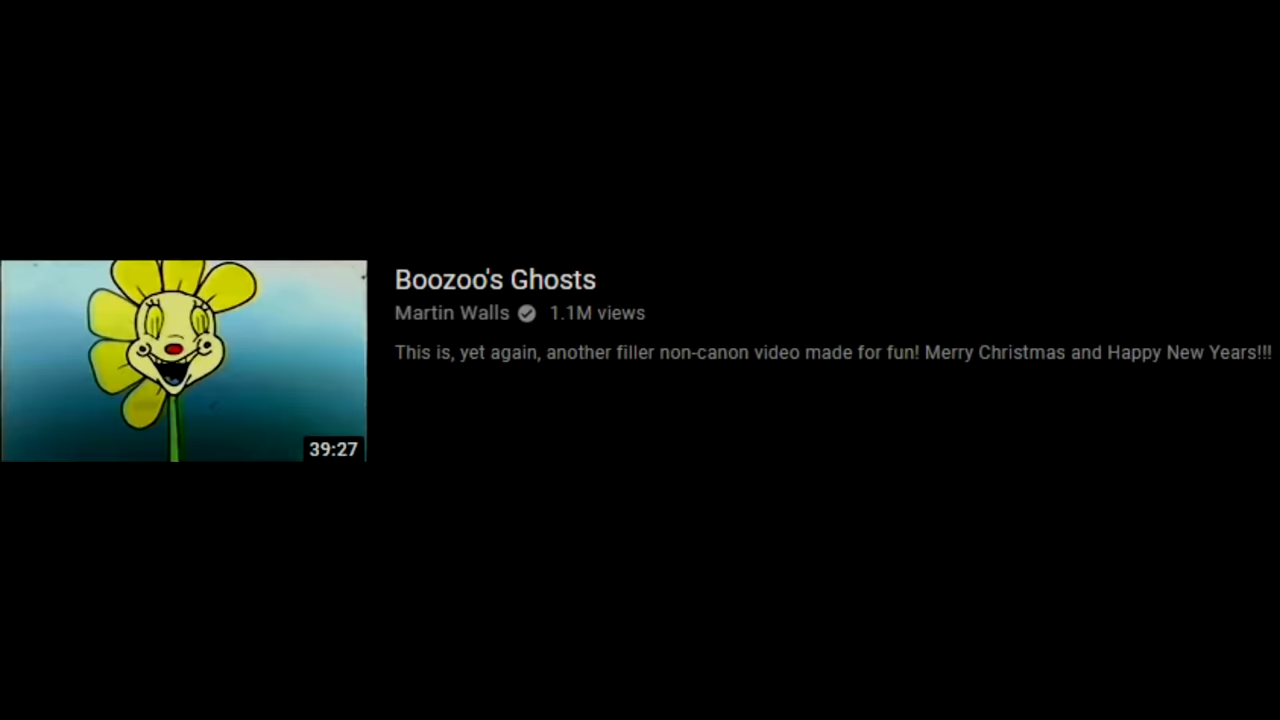 Boozoo's Ghosts
Martin Walls 1.1M views
This is, yet again, another filler non-canon video made for fun! Merry Christmas and Happy New Years!!!
39:27